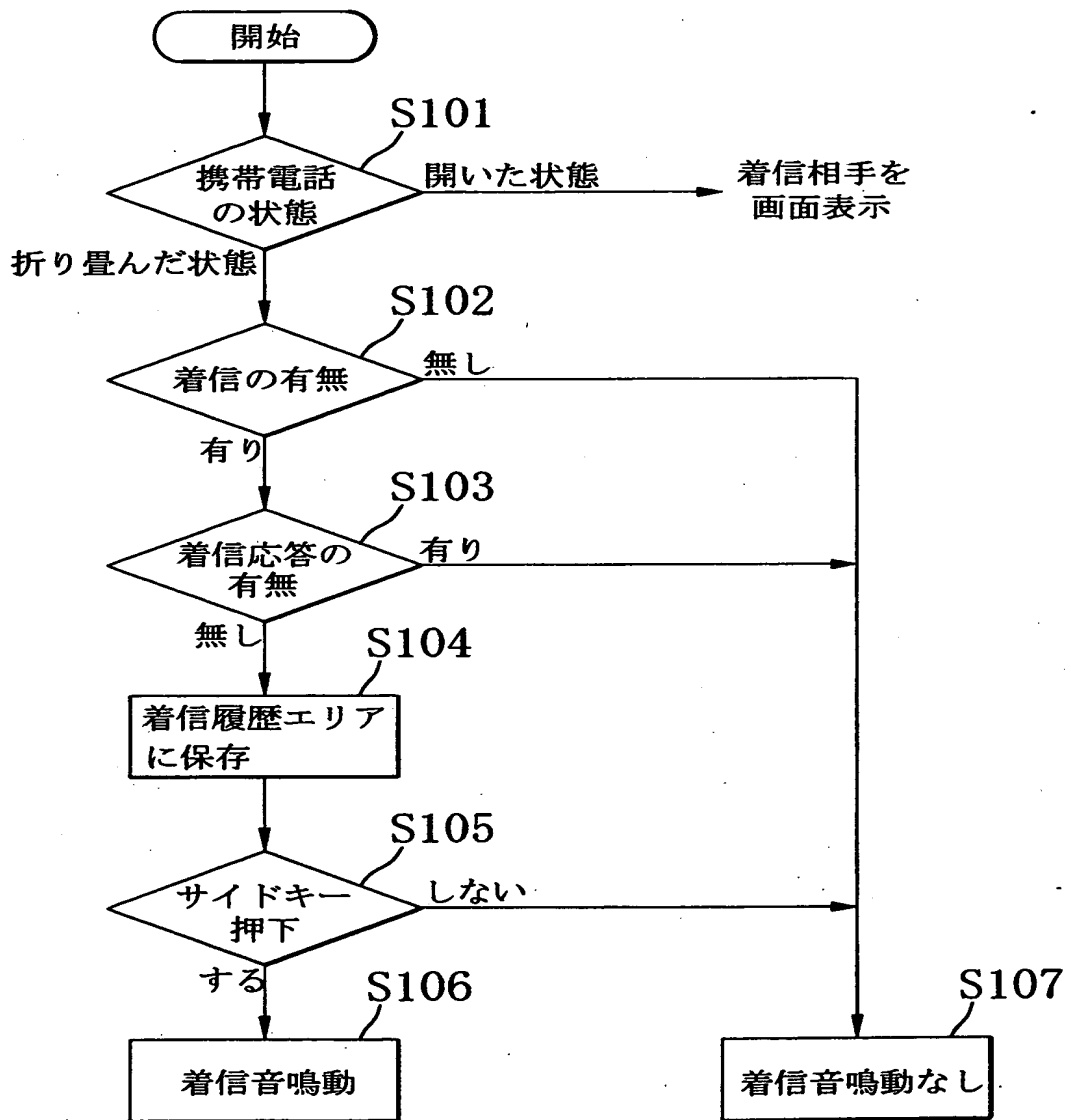 開始
S101
携帯電話
の状態
開いた状態
着信相手を
画面表示
折り畳んだ状態
S102
着信の有無
無し
有り
S103
着信応答の
有無
有り
無し
S104
着信履歴エリア
に保存
S105
サイドキー
押下
しない
する
S106
着信音鳴動
S107
着信音鳴動なし